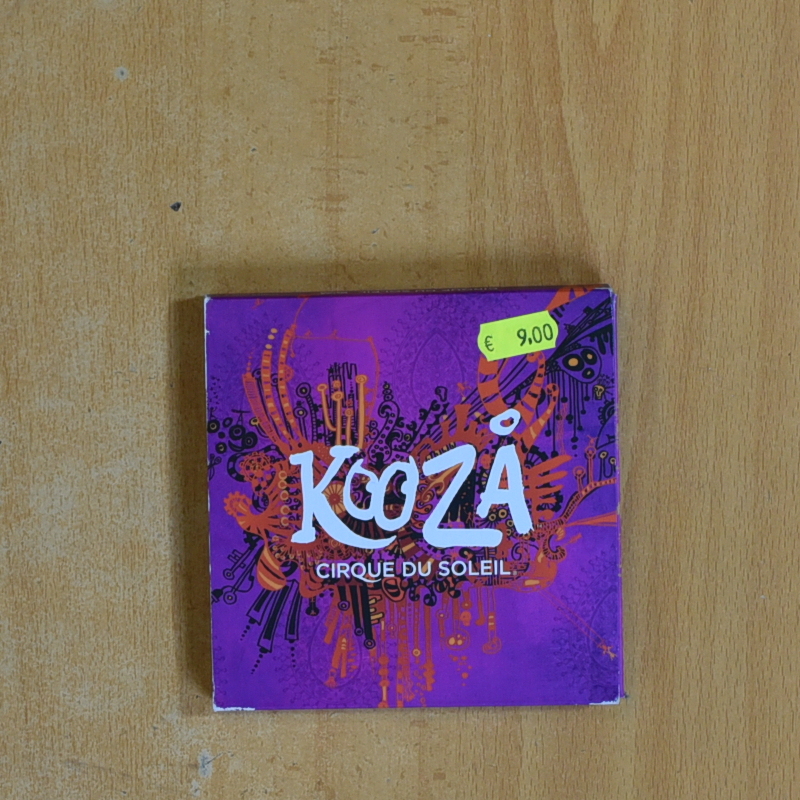 € 9.00
KOOZÅ
CIRQUE DU SOLEIL